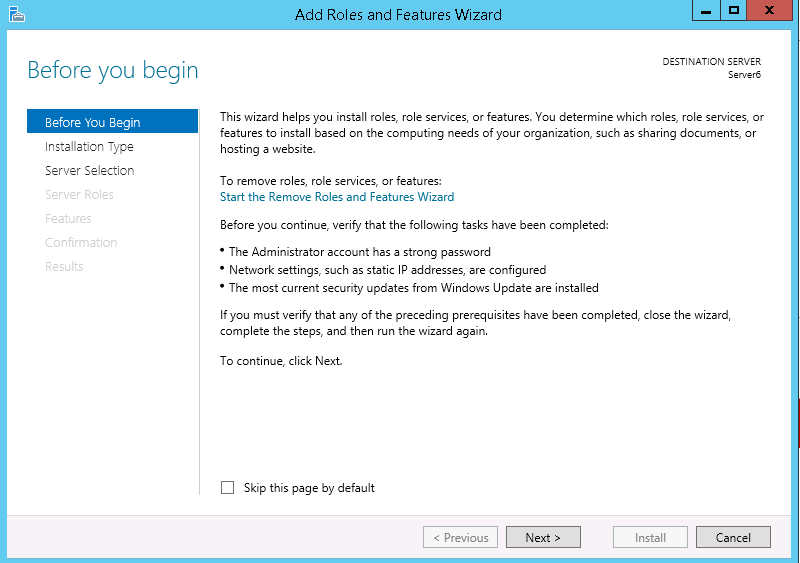 Add Roles and Features Wizard
X
Before you begin
DESTINATION SERVER
Server6
Before You Begin
Installation Type
Server Selection
Server Roles
Features
Confirmation
Results
This wizard helps you install roles, role services, or features. You determine which roles, role services, or
features to install based on the computing needs of your organization, such as sharing documents, or
hosting a website.
To remove roles, role services, or features:
Start the Remove Roles and Features Wizard
Before you continue, verify that the following tasks have been completed:
• The Administrator account has a strong password
• Network settings, such as static IP addresses, are configured
• The most current security updates from Windows Update are installed
If you must verify that any of the preceding prerequisites have been completed, close the wizard,
complete the steps, and then run the wizard again.
To continue, click Next.
Skip this page by default
< Previous
Next >
Install
Cancel